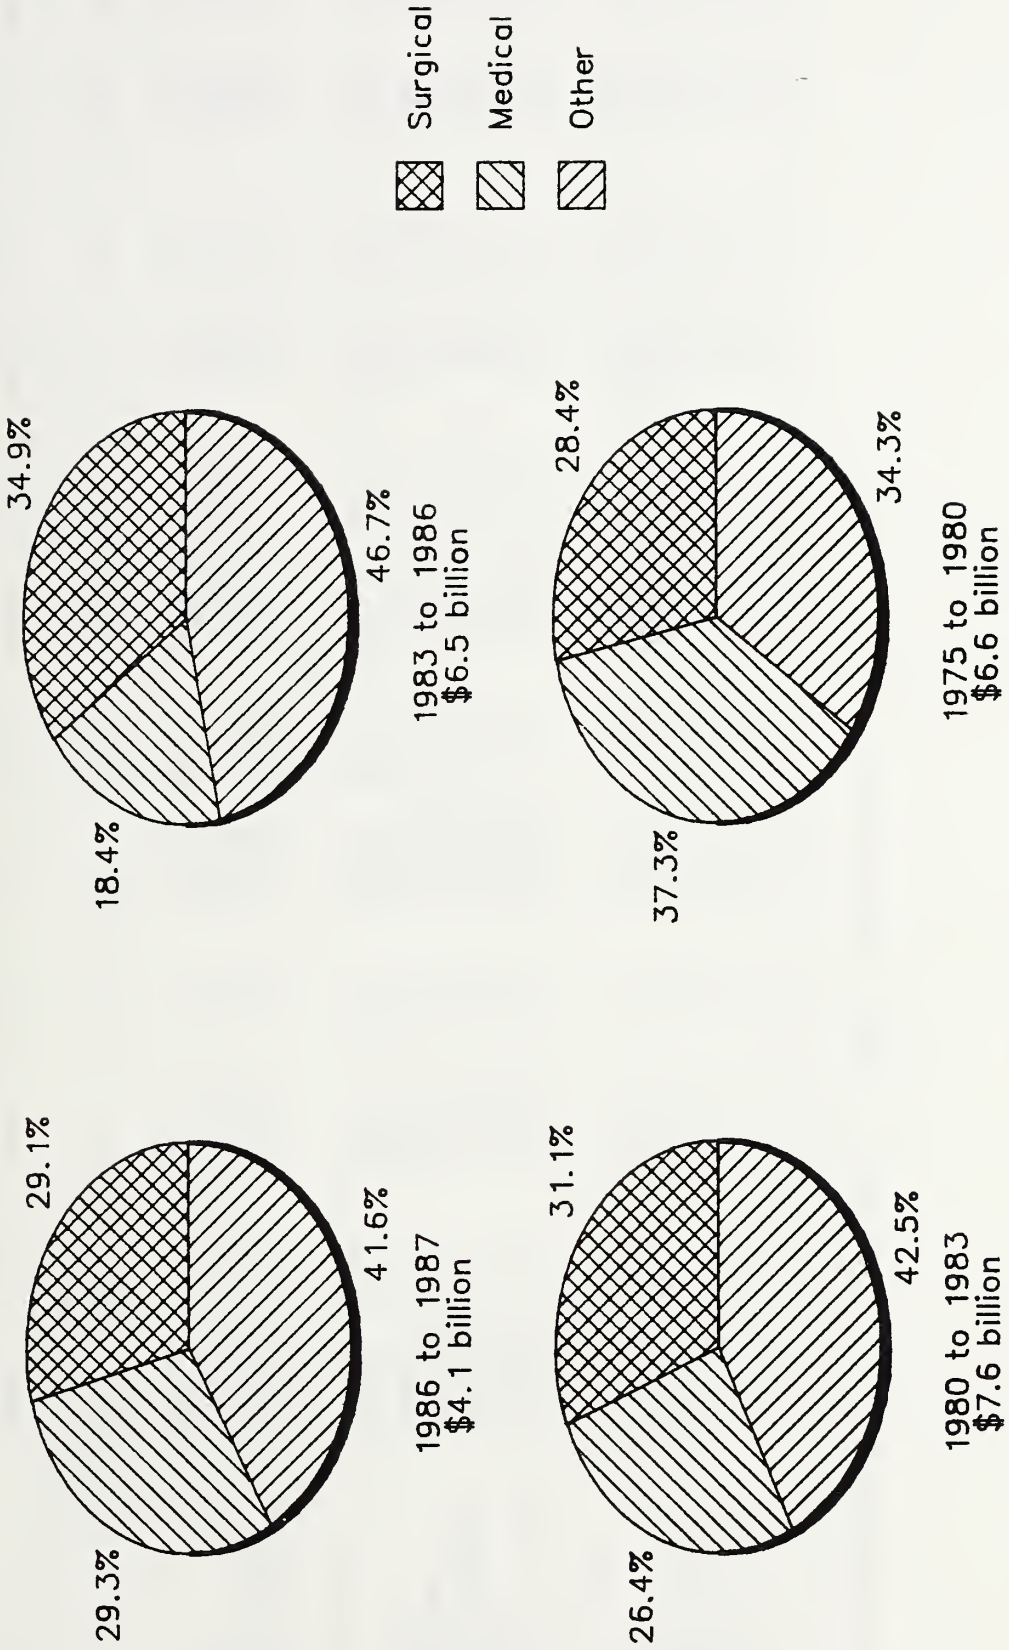 29.3%
29.1%
41.6%
1986 to 1987
$4.1 billion
18.4%
34.9%
46.7%
1983 to 1986
$6.5 billion
26.4%
31.1%
42.5%
1980 to 1983
$7.6 billion
37.3%
28.4%
34.3%
1975 to 1980
$6.6 billion
Surgical
Medical
Other